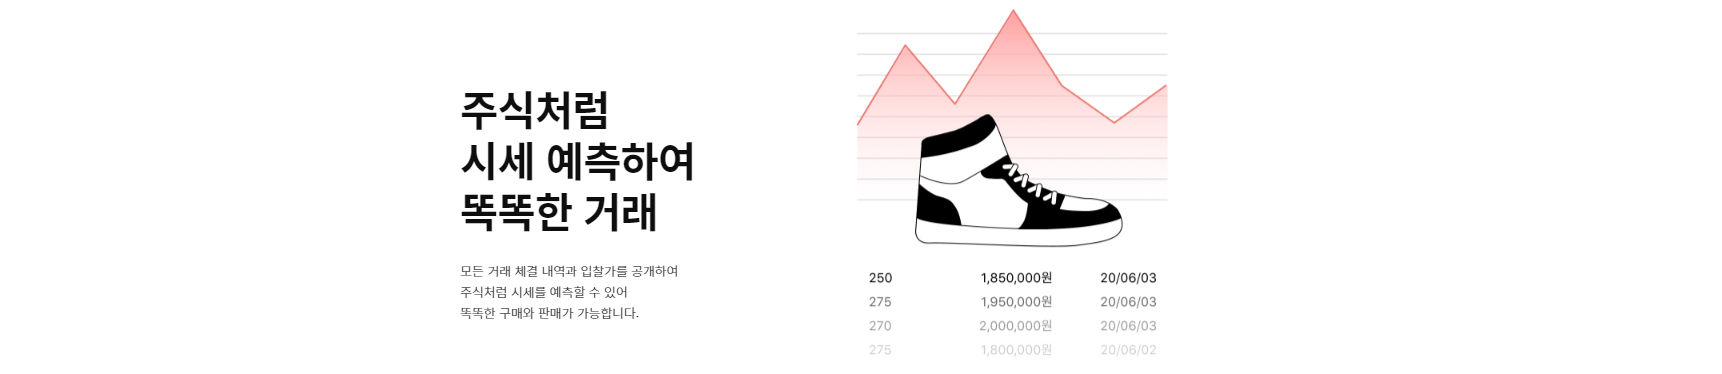 주식처럼
시세 예측하여
똑똑한 거래
모든 거래 체결 내역과 입찰가를 공개하여
주식처럼 시세를 예측할 수 있어
똑똑한 구매와 판매가 가능합니다.
250 1,850,000원 20/06/03
275 1,950,000원 20/06/03
270 2,000,000원 20/06/03
275 1,800,000원 20/06/02